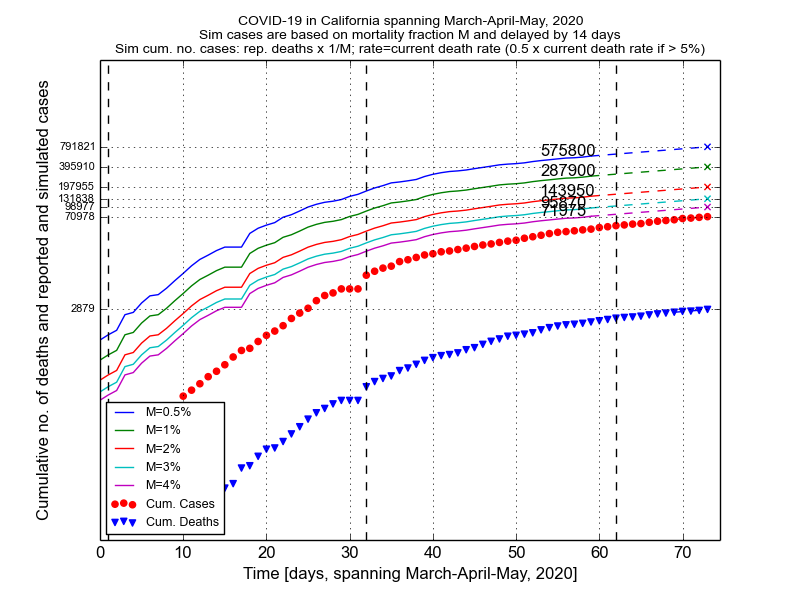 COVID-19 in California spanning March-April-May, 2020
Sim cases are based on mortality fraction M and delayed by 14 days
Sim cum. no. cases: rep. deaths x 1/M; rate=current death rate (0.5 x current death rate if > 5%)
Cumulative no. of deaths and reported and simulated cases
791821
395910
197955
131838
98977
70978
2879
575800
287900
143950
95870
71975
M=0.5%
M=1%
M=2%
M=3%
M=4%
Cum. Cases
Cum. Deaths
0 10 20 30 40 50 60 70
Time [days, spanning March-April-May, 2020]